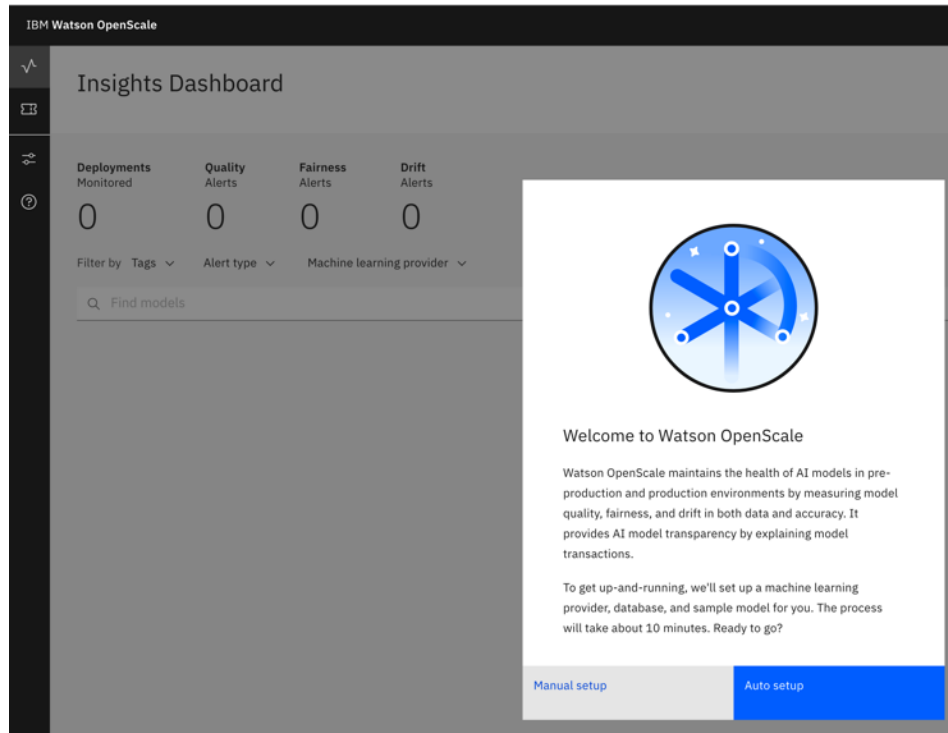 IBM Watson OpenScale
Insights Dashboard
Deployments
Monitored
0
Quality
Alerts
0
Fairness
Alerts
0
Drift
Alerts
0
Filter by Tags Alert type Machine learning provider
Find models
Welcome to Watson OpenScale
Watson OpenScale maintains the health of AI models in pre-
production and production environments by measuring model
quality, fairness, and drift in both data and accuracy. It
provides AI model transparency by explaining model
transactions.
To get up-and-running, we'll set up a machine learning
provider, database, and sample model for you. The process
will take about 10 minutes. Ready to go?
Manual setup
Auto setup